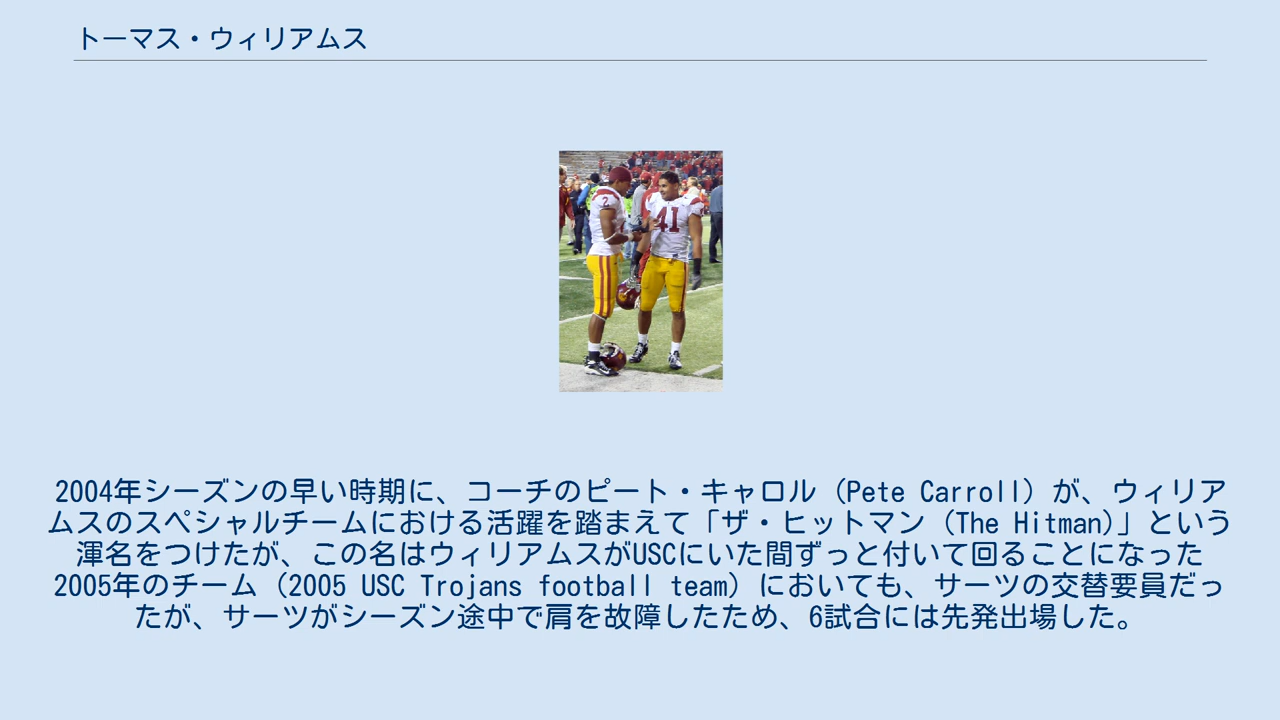 トーマス・ウィリアムス
2
41
2004年シーズンの早い時期に、コーチのピート・キャロル（Pete Carroll）が、ウィリア
ムスのスペシャルチームにおける活躍を踏まえて「ザ・ヒットマン（The Hitman)」という
渾名をつけたが、この名はウィリアムスがUSCにいた間ずっと付いて回ることになった
2005年のチーム（2005 USC Trojans football team）においても、サーツの交替要員だっ
たが、サーツがシーズン途中で肩を故障したため、6試合には先発出場した。